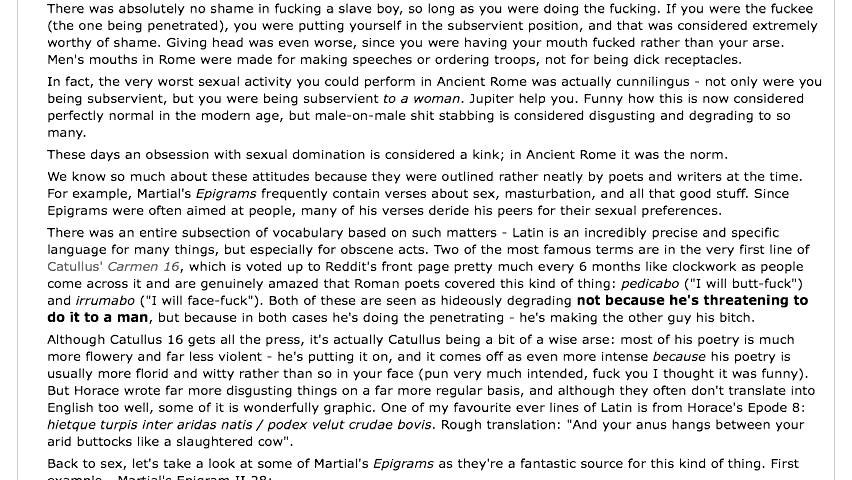 There was absolutely no shame in fucking a slave boy, so long as you were doing the fucking. If you were the fuckee
(the one being penetrated), you were putting yourself in the subservient position, and that was considered extremely
worthy of shame. Giving head was even worse, since you were having your mouth fucked rather than your arse.
Men's mouths in Rome were made for making speeches or ordering troops, not for being dick receptacles.
In fact, the very worst sexual activity you could perform in Ancient Rome was actually cunnilingus - not only were you
being subservient, but you were being subservient to a woman. Jupiter help you. Funny how this is now considered
perfectly normal in the modern age, but male-on-male shit stabbing is considered disgusting and degrading to so
many.
These days an obsession with sexual domination is considered a kink; in Ancient Rome it was the norm.
We know so much about these attitudes because they were outlined rather neatly by poets and writers at the time.
For example, Martial's Epigrams frequently contain verses about sex, masturbation, and all that good stuff. Since
Epigrams were often aimed at people, many of his verses deride his peers for their sexual preferences.
There was an entire subsection of vocabulary based on such matters - Latin is an incredibly precise and specific
language for many things, but especially for obscene acts. Two of the most famous terms are in the very first line of
Catullus' Carmen 16, which is voted up to Reddit's front page pretty much every 6 months like clockwork as people
come across it and are genuinely amazed that Roman poets covered this kind of thing: pedicabo ("I will butt-fuck")
and irrumabo ("I will face-fuck"). Both of these are seen as hideously degrading not because he's threatening to
do it to a man, but because in both cases he's doing the penetrating - he's making the other guy his bitch.
Although Catullus 16 gets all the press, it's actually Catullus being a bit of a wise arse: most of his poetry is much
more flowery and far less violent - he's putting it on, and it comes off as even more intense because his poetry is
usually more florid and witty rather than so in your face (pun very much intended, fuck you I thought it was funny).
But Horace wrote far more disgusting things on a far more regular basis, and although they often don't translate into
English too well, some of it is wonderfully graphic. One of my favourite ever lines of Latin is from Horace's Epode 8:
hietque turpis inter aridas natis / podex velut crudae bovis. Rough translation: "And your anus hangs between your
arid buttocks like a slaughtered cow".
Back to sex, let's take a look at some of Martial's Epigrams as they're a fantastic source for this kind of thing. First
example - Martial's Epigram II.28: